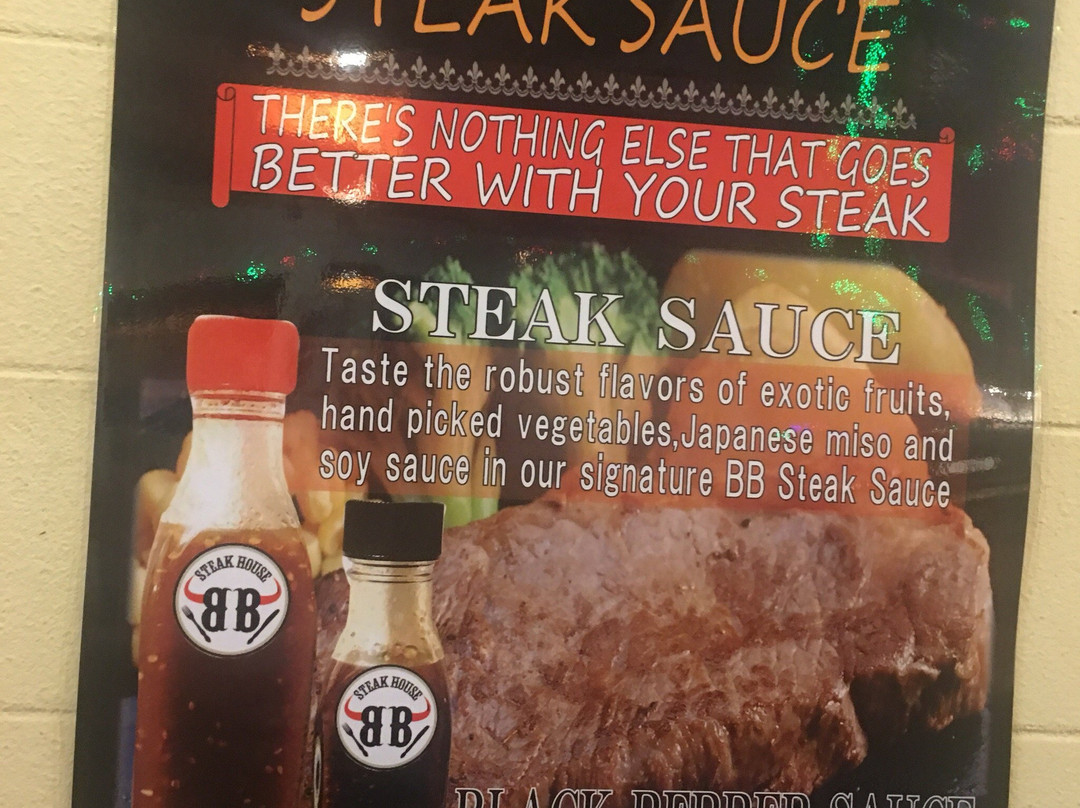 STEAK SAUCE
THERE'S NOTHING ELSE THAT GOES
BETTER WITH YOUR STEAK
STEAK SAUCE
Taste the robust flavors of exotic fruits,
hand picked vegetables,Japanese miso and
soy sauce in our signature BB Steak Sauce
STEAK HOUSE
BB
STEAK HOUSE
BB
BLACK PEPPER SAUCE